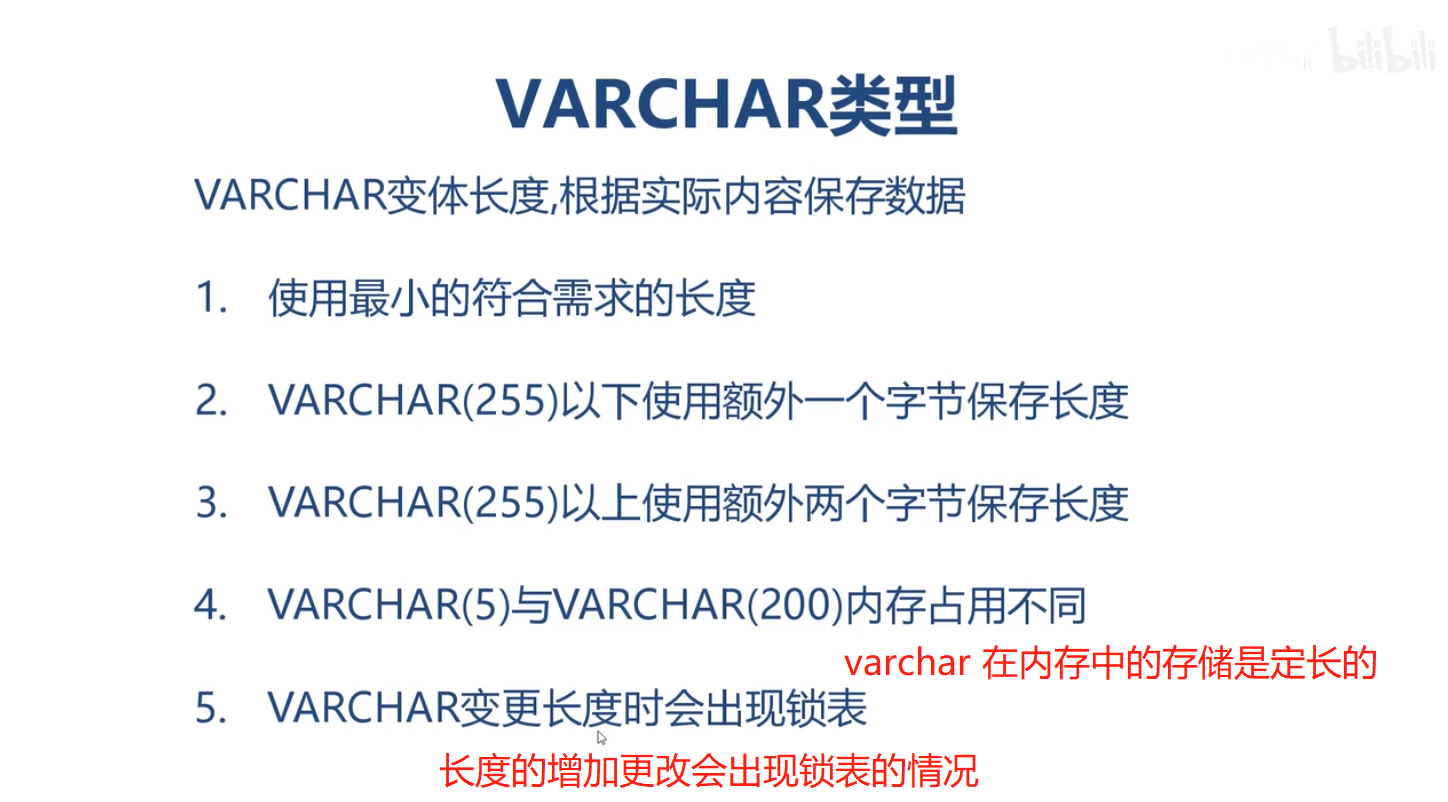 bilibili
VARCHAR类型
VARCHAR变体长度,根据实际内容保存数据
1. 使用最小的符合需求的长度
2. VARCHAR(255)以下使用额外一个字节保存长度
3. VARCHAR(255)以上使用额外两个字节保存长度
4. VARCHAR(5)与VARCHAR(200)内存占用不同
varchar 在内存中的存储是定长的
5. VARCHAR变更长度时会出现锁表
长度的增加更改会出现锁表的情况